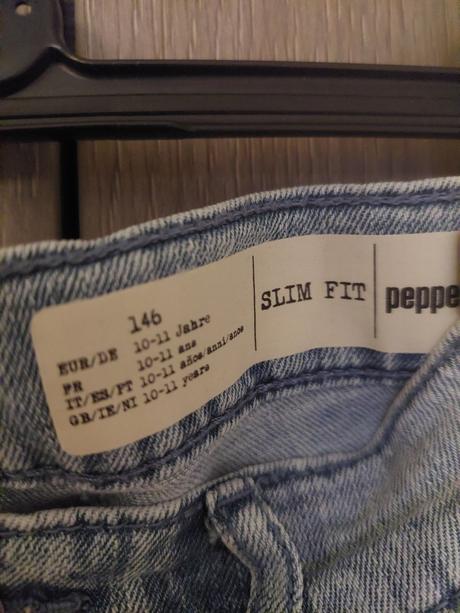 146
EUR/DE 10-11 Jahre
FR 10-11 ans
IT/ES/PT 10-11 años/anni/anos
GB/IE/NI 10-11 years
SLIM FIT
peppe